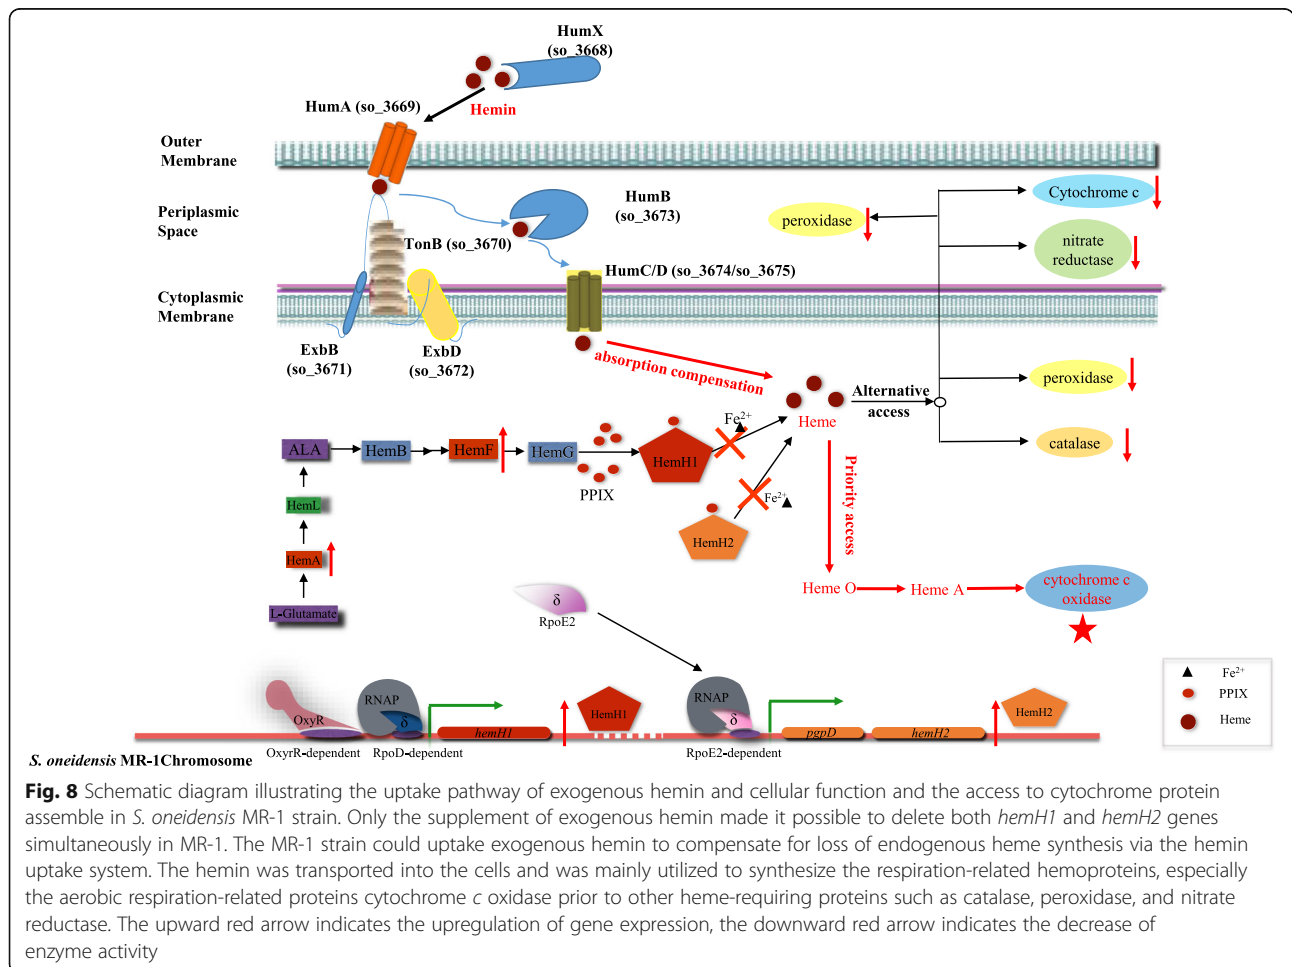 HumX
(so_3668)
HumA (so_3669)
Hemin
Outer
Membrane
HumB
(so_3673)
Cytochrome c
Periplasmic
Space
peroxidase
TonB (so_3670)
nitrate
reductase
HumC/D (so_3674/so_3675)
Cytoplasmic
Membrane
ExbB
(so_3671)
ExbD
(so_3672)
absorption compensation
peroxidase
Alternative
access
Heme
Fe2+
catalase
ALA
HemB
HemF
HemG
HemH1
PPIX
Priority access
Fe2+
HemL
HemH2
HemA
Heme O
Heme A
cytochrome c
oxidase
L-Glutamate
δ
RpoE2
Fe2+
PPIX
Heme
OxyR
RNAP
δ
hemH1
HemH1
RNAP
δ
pgpD
hemH2
HemH2
OxyrR-dependent
RpoD-dependent
RpoE2-dependent
S. oneidensis MR-1Chromosome
Fig. 8 Schematic diagram illustrating the uptake pathway of exogenous hemin and cellular function and the access to cytochrome protein
assemble in S. oneidensis MR-1 strain. Only the supplement of exogenous hemin made it possible to delete both hemH1 and hemH2 genes
simultaneously in MR-1. The MR-1 strain could uptake exogenous hemin to compensate for loss of endogenous heme synthesis via the hemin
uptake system. The hemin was transported into the cells and was mainly utilized to synthesize the respiration-related hemoproteins, especially
the aerobic respiration-related proteins cytochrome c oxidase prior to other heme-requiring proteins such as catalase, peroxidase, and nitrate
reductase. The upward red arrow indicates the upregulation of gene expression, the downward red arrow indicates the decrease of
enzyme activity